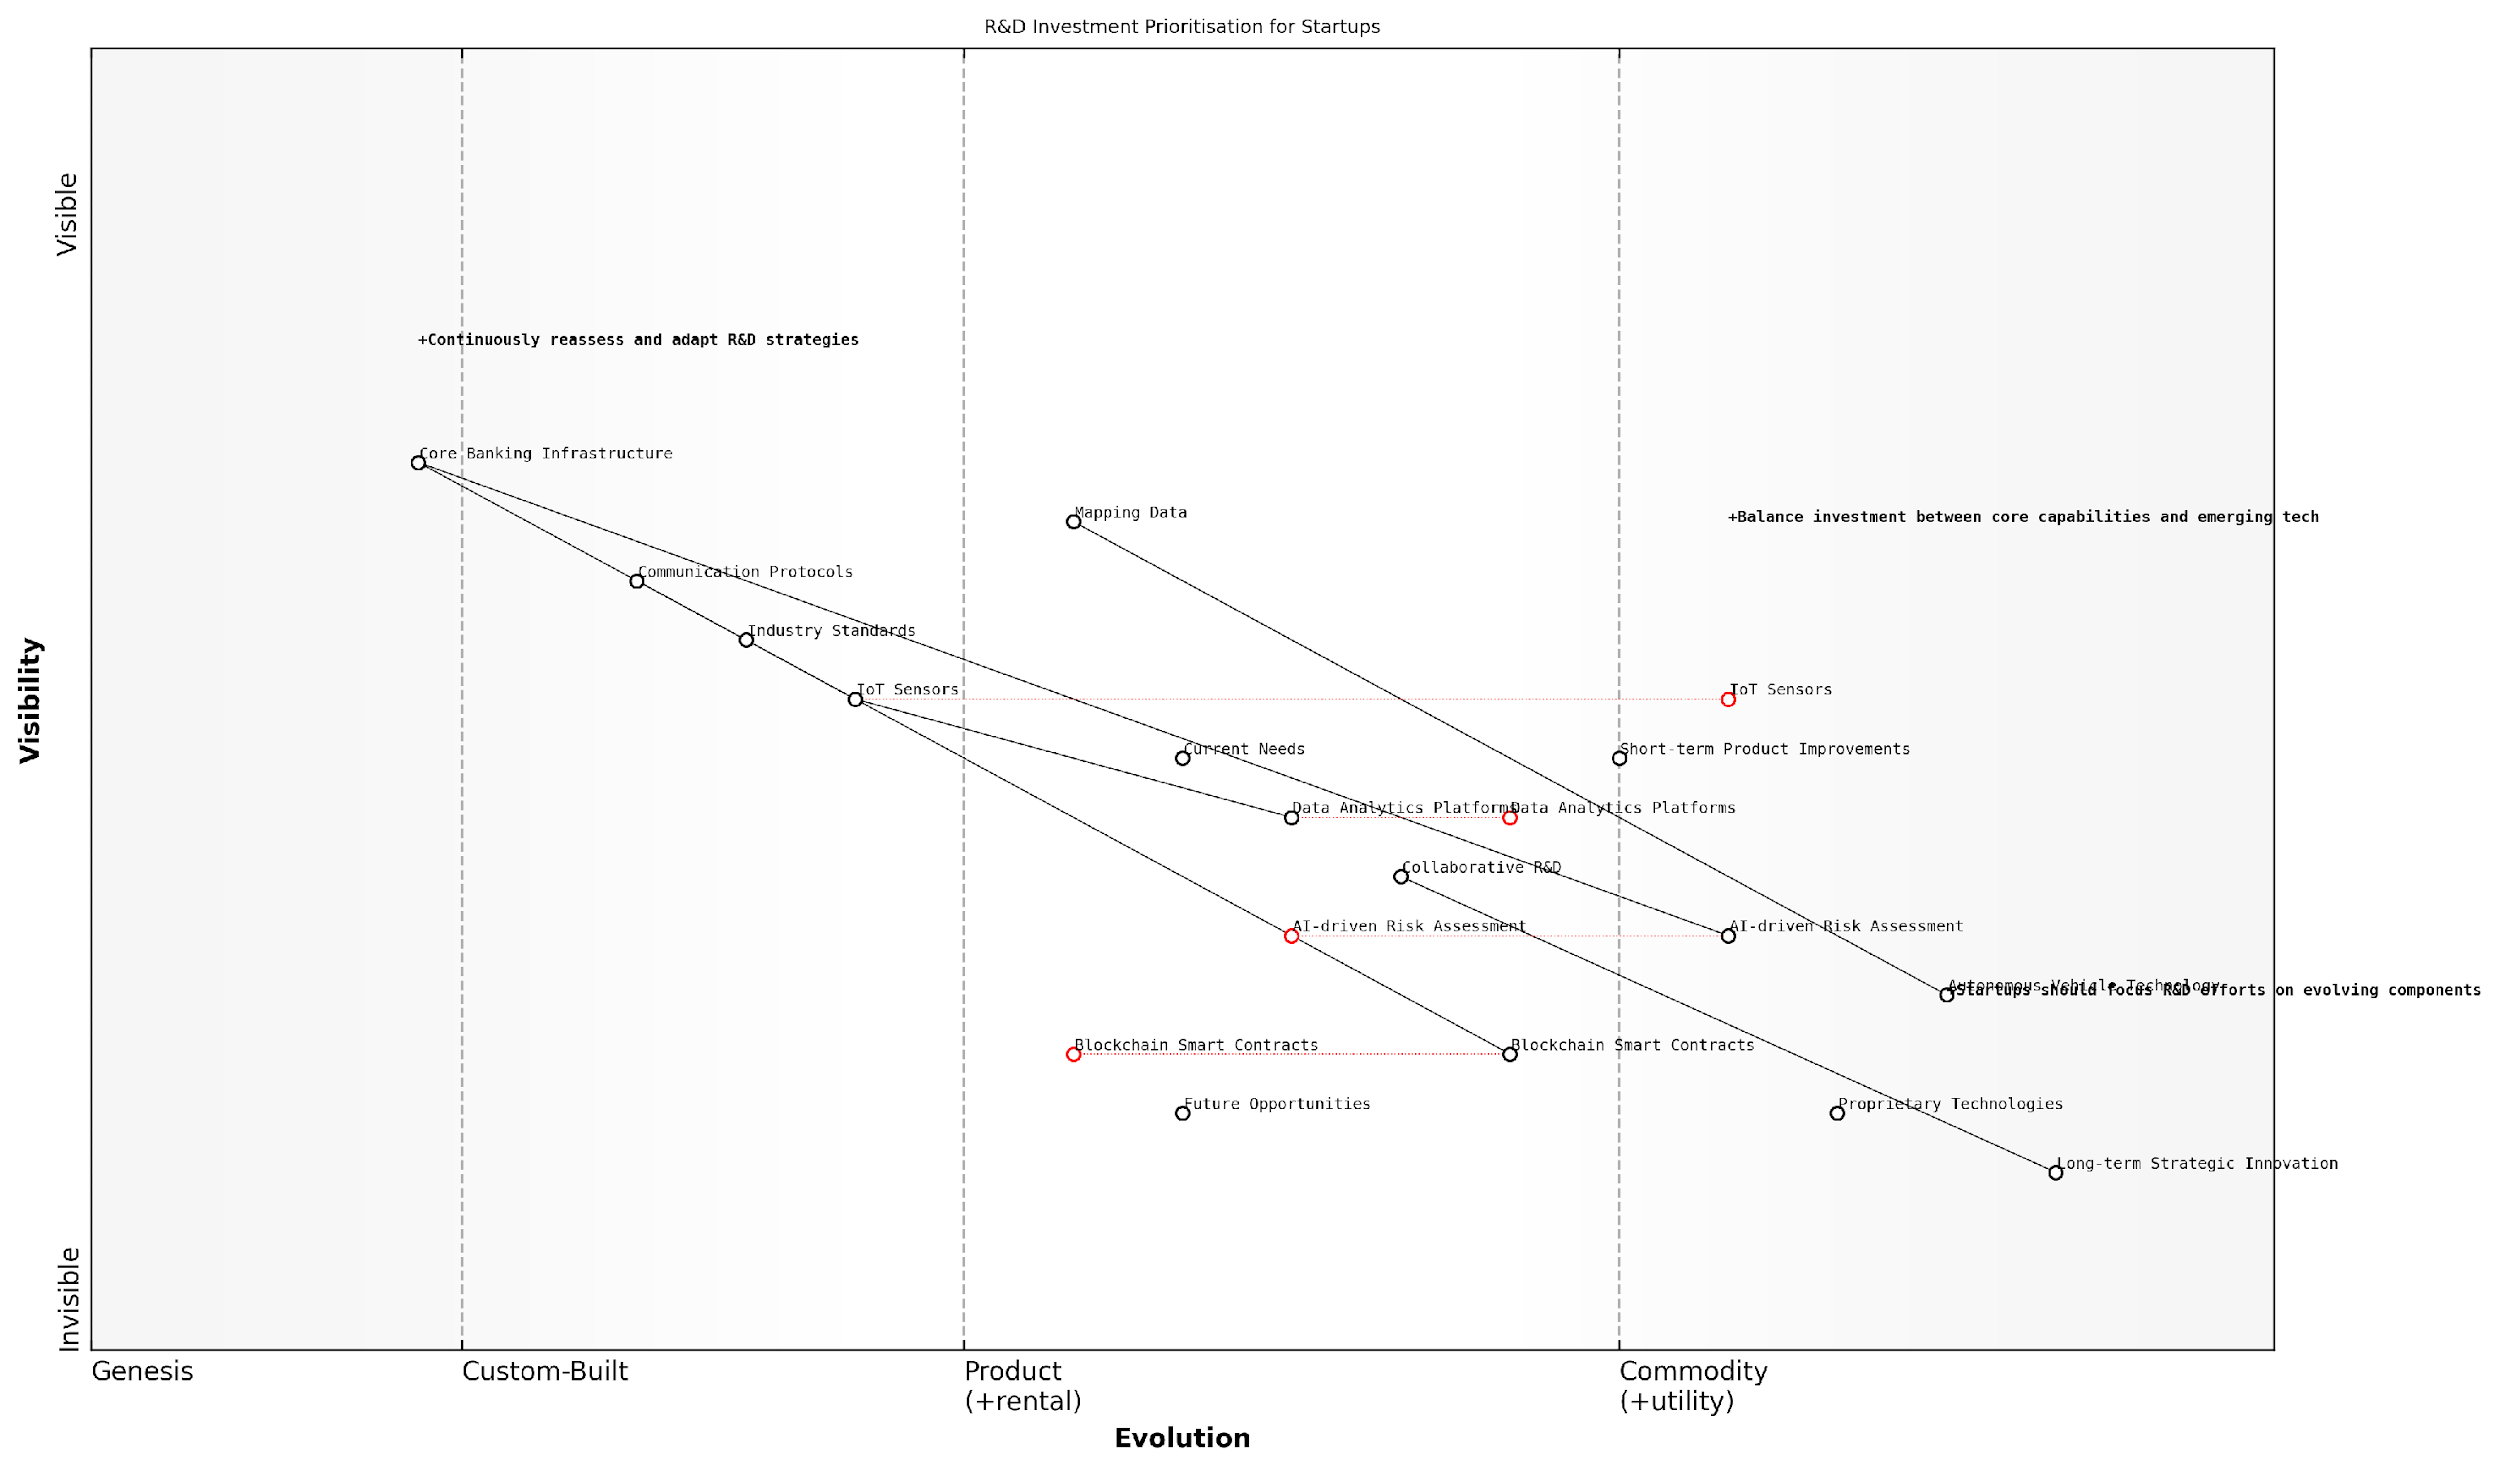 R&D Investment Prioritisation for Startups
Visible
+Continuously reassess and adapt R&D strategies
Core Banking Infrastructure
Mapping Data
+Balance investment between core capabilities and emerging tech
Communication Protocols
Industry Standards
IoT Sensors
IoT Sensors
Current Needs
Short-term Product Improvements
Data Analytics Platforms
Data Analytics Platforms
Collaborative R&D
AI-driven Risk Assessment
AI-driven Risk Assessment
Autonomous Vehicle Technology
+Startups should focus R&D efforts on evolving components
Blockchain Smart Contracts
Blockchain Smart Contracts
Future Opportunities
Proprietary Technologies
Long-term Strategic Innovation
Visibility
Invisible
Genesis
Custom-Built
Product
(+rental)
Commodity
(+utility)
Evolution